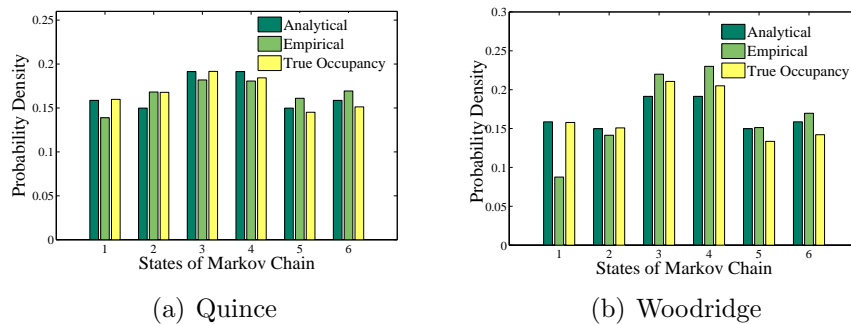 0.25
0.2
0.15
0.1
0.05
0
Probability Density
Analytical
Empirical
True Occupancy
1 2 3 4 5 6
States of Markov Chain
(a) Quince
0.3
0.25
0.2
0.15
0.1
0.05
0
Probability Density
Analytical
Empirical
True Occupancy
1 2 3 4 5 6
States of Markov Chain
(b) Woodridge